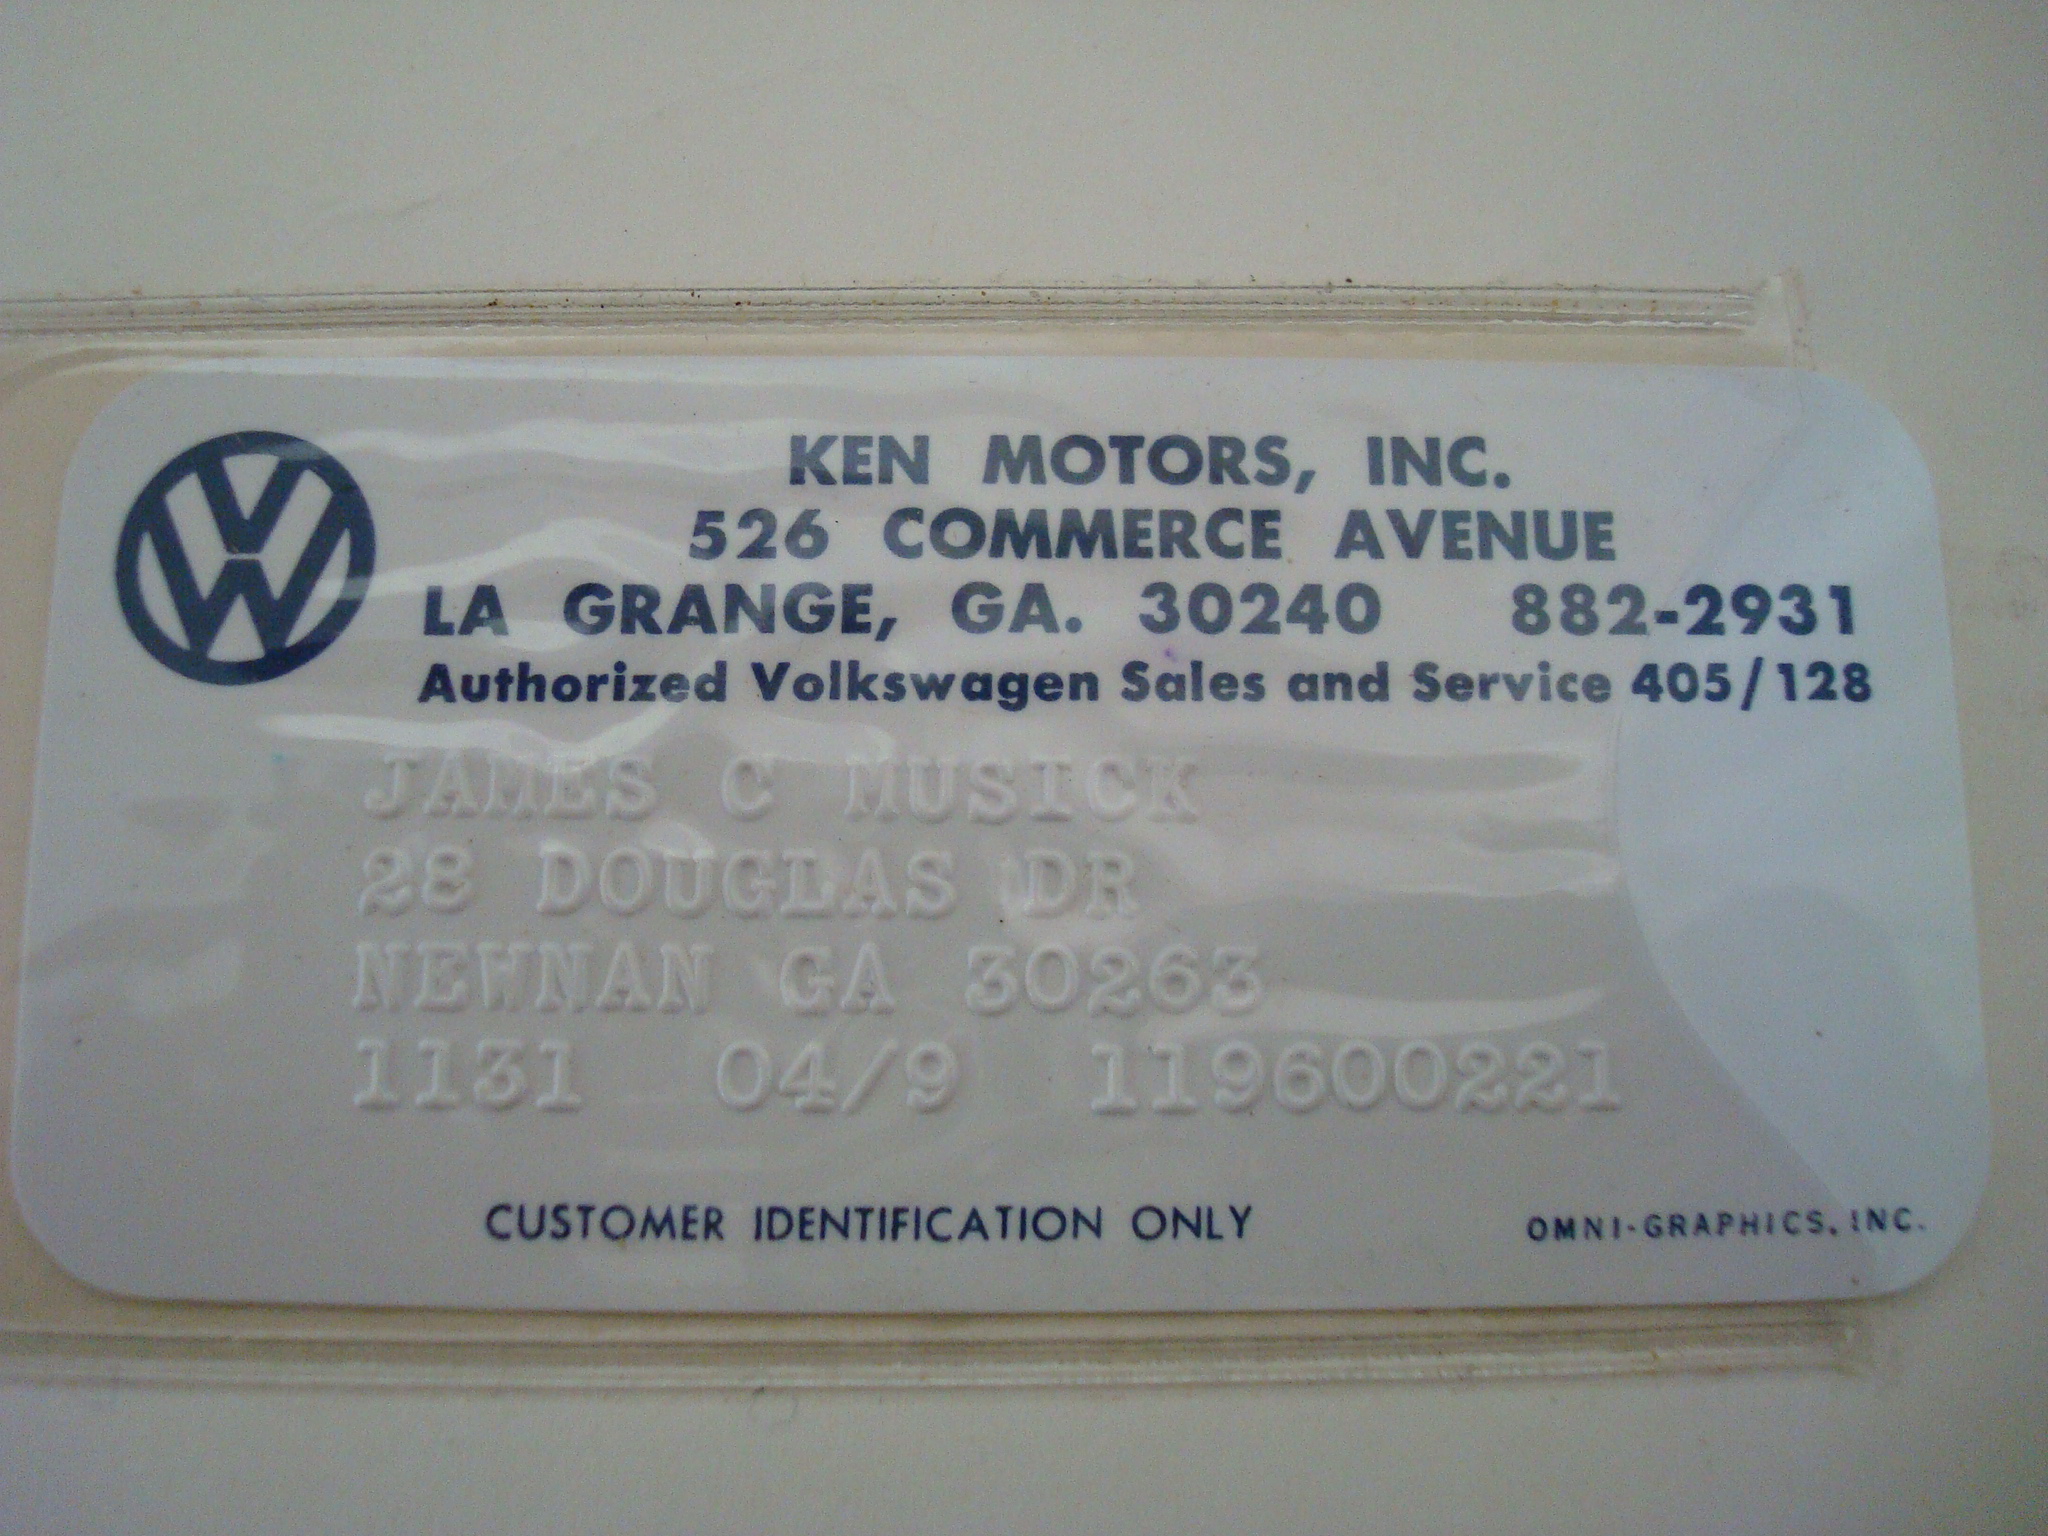 KEN MOTORS, INC.
526 COMMERCE AVENUE
LA GRANGE, GA. 30240 882-2931
Authorized Volkswagen Sales and Service 405/128
JAMES C MUSICK
28 DOUGLAS DR
NEWNAN GA 30263
1131 04/9 119600221
CUSTOMER IDENTIFICATION ONLY
OMNI-GRAPHICS, INC.